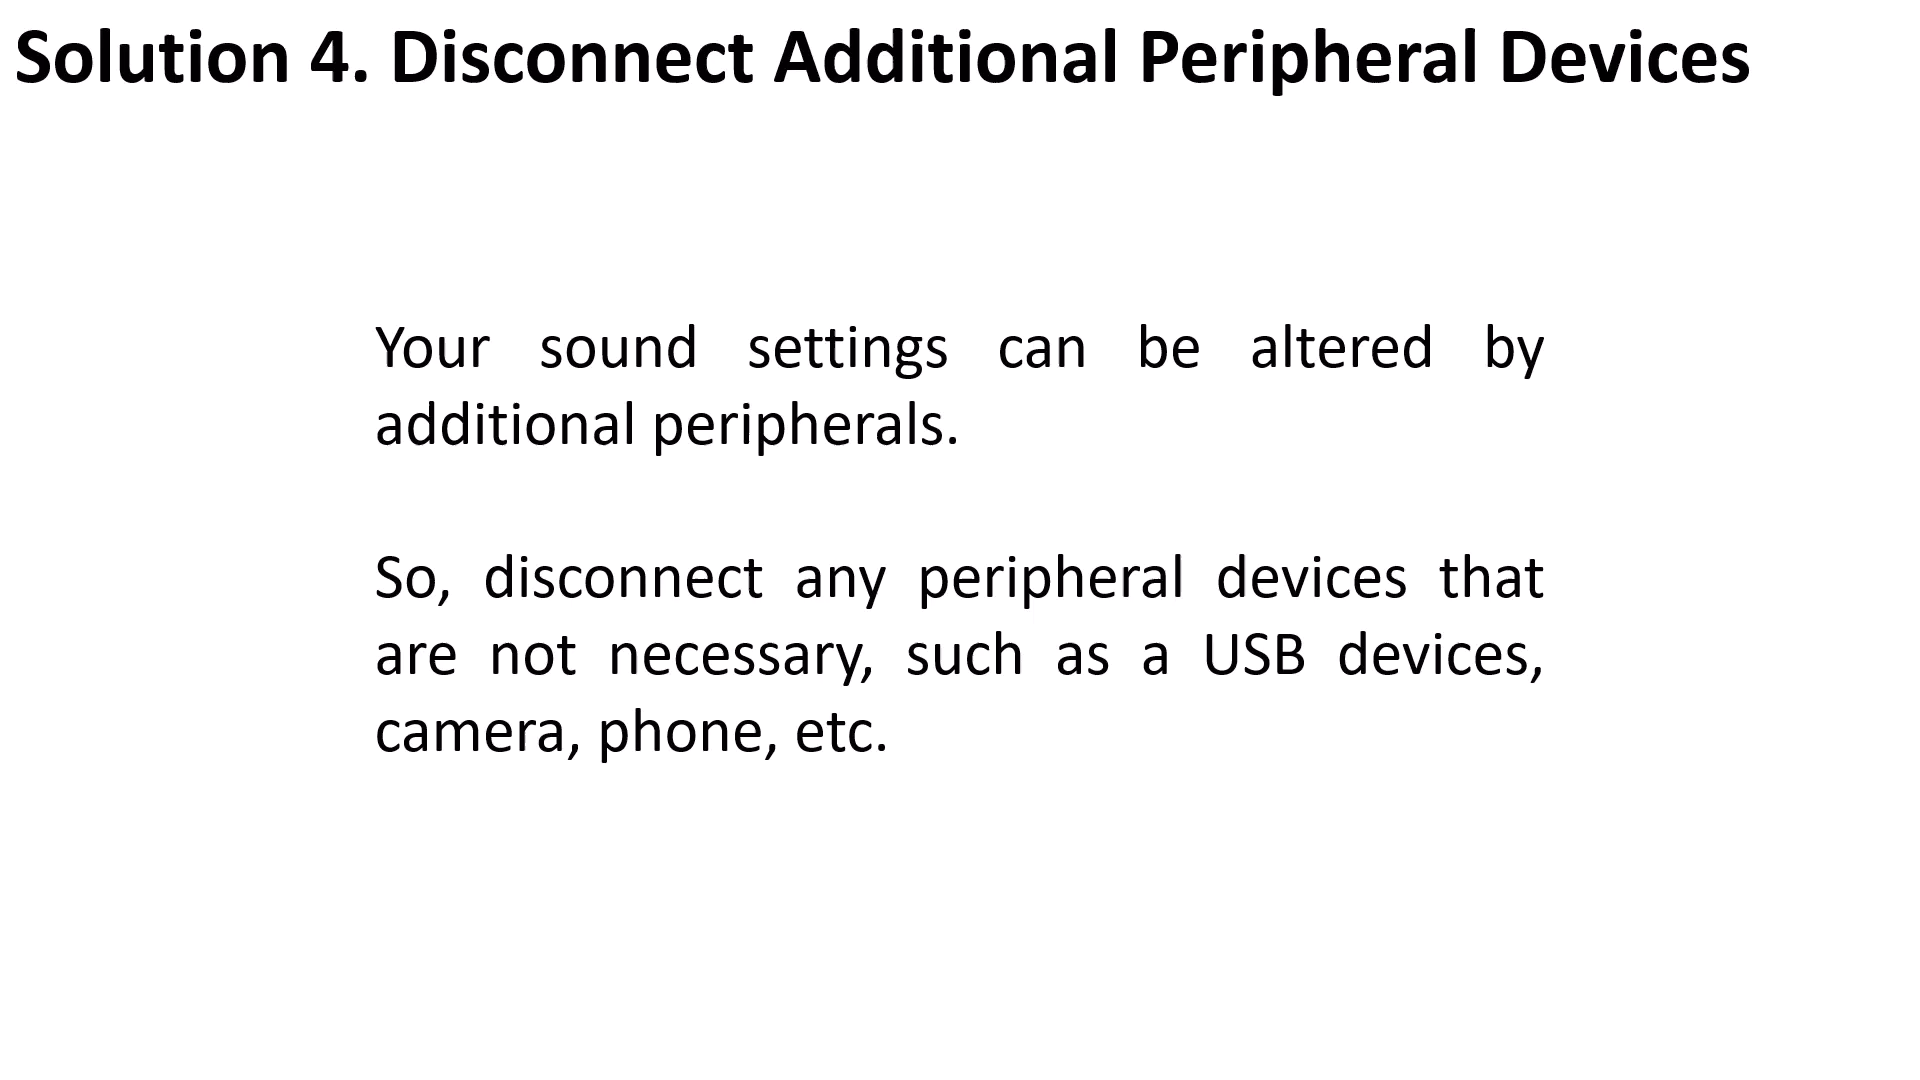 Solution 4. Disconnect Additional Peripheral Devices
Your sound settings can be altered by
additional peripherals.
So, disconnect any peripheral devices that
are not necessary, such as a USB devices,
camera, phone, etc.